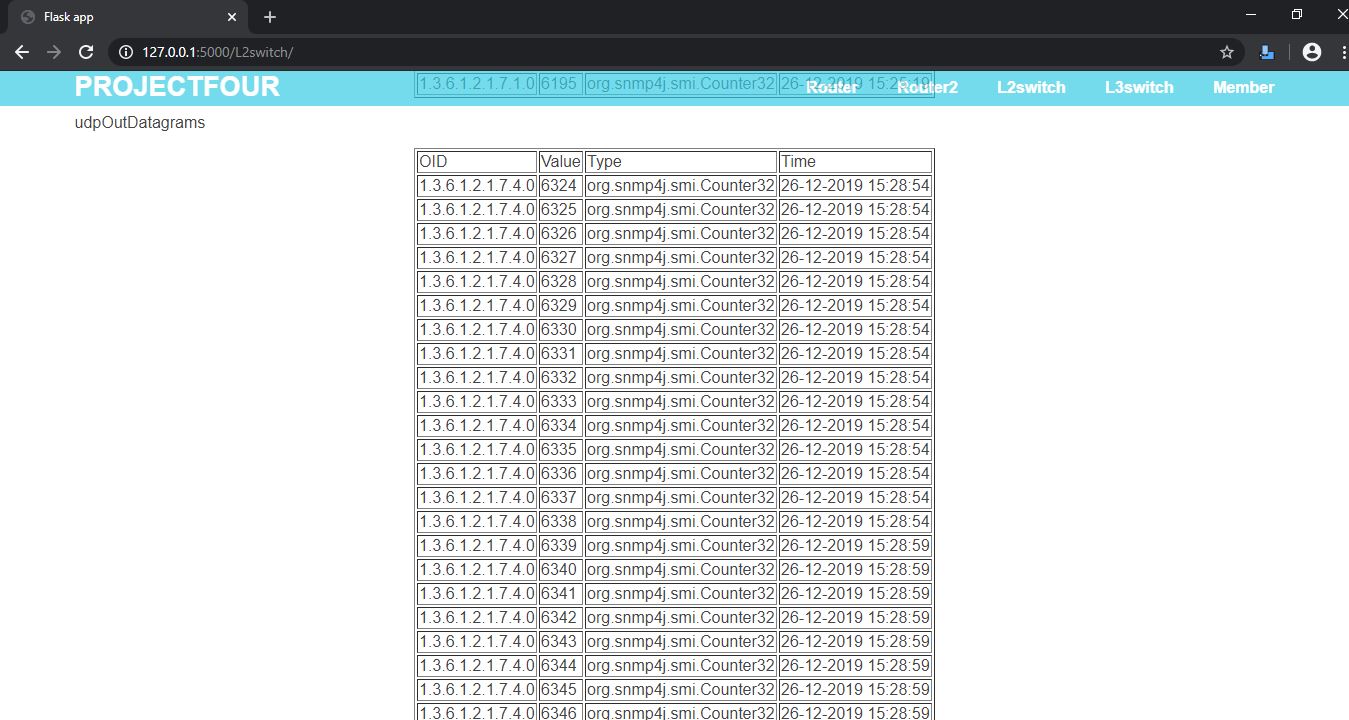 Flask app
127.0.0.1:5000/L2switch/
PROJECTFOUR Router Router2 L2switch L3switch Member
1.3.6.1.2.1.7.1.0 6195 org.snmp4j.smi.Counter32 26-12-2019 15:25:19
udpOutDatagrams
OID Value Type Time
1.3.6.1.2.1.7.4.0 6324 org.snmp4j.smi.Counter32 26-12-2019 15:28:54
1.3.6.1.2.1.7.4.0 6325 org.snmp4j.smi.Counter32 26-12-2019 15:28:54
1.3.6.1.2.1.7.4.0 6326 org.snmp4j.smi.Counter32 26-12-2019 15:28:54
1.3.6.1.2.1.7.4.0 6327 org.snmp4j.smi.Counter32 26-12-2019 15:28:54
1.3.6.1.2.1.7.4.0 6328 org.snmp4j.smi.Counter32 26-12-2019 15:28:54
1.3.6.1.2.1.7.4.0 6329 org.snmp4j.smi.Counter32 26-12-2019 15:28:54
1.3.6.1.2.1.7.4.0 6330 org.snmp4j.smi.Counter32 26-12-2019 15:28:54
1.3.6.1.2.1.7.4.0 6331 org.snmp4j.smi.Counter32 26-12-2019 15:28:54
1.3.6.1.2.1.7.4.0 6332 org.snmp4j.smi.Counter32 26-12-2019 15:28:54
1.3.6.1.2.1.7.4.0 6333 org.snmp4j.smi.Counter32 26-12-2019 15:28:54
1.3.6.1.2.1.7.4.0 6334 org.snmp4j.smi.Counter32 26-12-2019 15:28:54
1.3.6.1.2.1.7.4.0 6335 org.snmp4j.smi.Counter32 26-12-2019 15:28:54
1.3.6.1.2.1.7.4.0 6336 org.snmp4j.smi.Counter32 26-12-2019 15:28:54
1.3.6.1.2.1.7.4.0 6337 org.snmp4j.smi.Counter32 26-12-2019 15:28:54
1.3.6.1.2.1.7.4.0 6338 org.snmp4j.smi.Counter32 26-12-2019 15:28:54
1.3.6.1.2.1.7.4.0 6339 org.snmp4j.smi.Counter32 26-12-2019 15:28:59
1.3.6.1.2.1.7.4.0 6340 org.snmp4j.smi.Counter32 26-12-2019 15:28:59
1.3.6.1.2.1.7.4.0 6341 org.snmp4j.smi.Counter32 26-12-2019 15:28:59
1.3.6.1.2.1.7.4.0 6342 org.snmp4j.smi.Counter32 26-12-2019 15:28:59
1.3.6.1.2.1.7.4.0 6343 org.snmp4j.smi.Counter32 26-12-2019 15:28:59
1.3.6.1.2.1.7.4.0 6344 org.snmp4j.smi.Counter32 26-12-2019 15:28:59
1.3.6.1.2.1.7.4.0 6345 org.snmp4j.smi.Counter32 26-12-2019 15:28:59
1.3.6.1.2.1.7.4.0 6346 org.snmp4j.smi.Counter32 26-12-2019 15:28:59